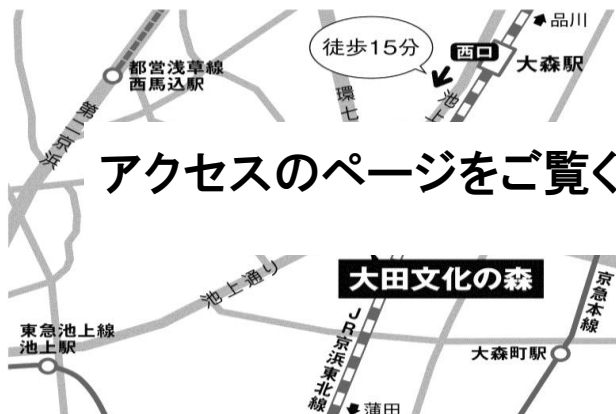 品川
徒歩15分
西口
大森駅
都営浅草線
西馬込駅
環七
池上
第二京浜
アクセスのページをご覧く
大田文化の森
池上通り
京急本線
JR京浜東北線
東急池上線
池上駅
大森町駅
蒲田